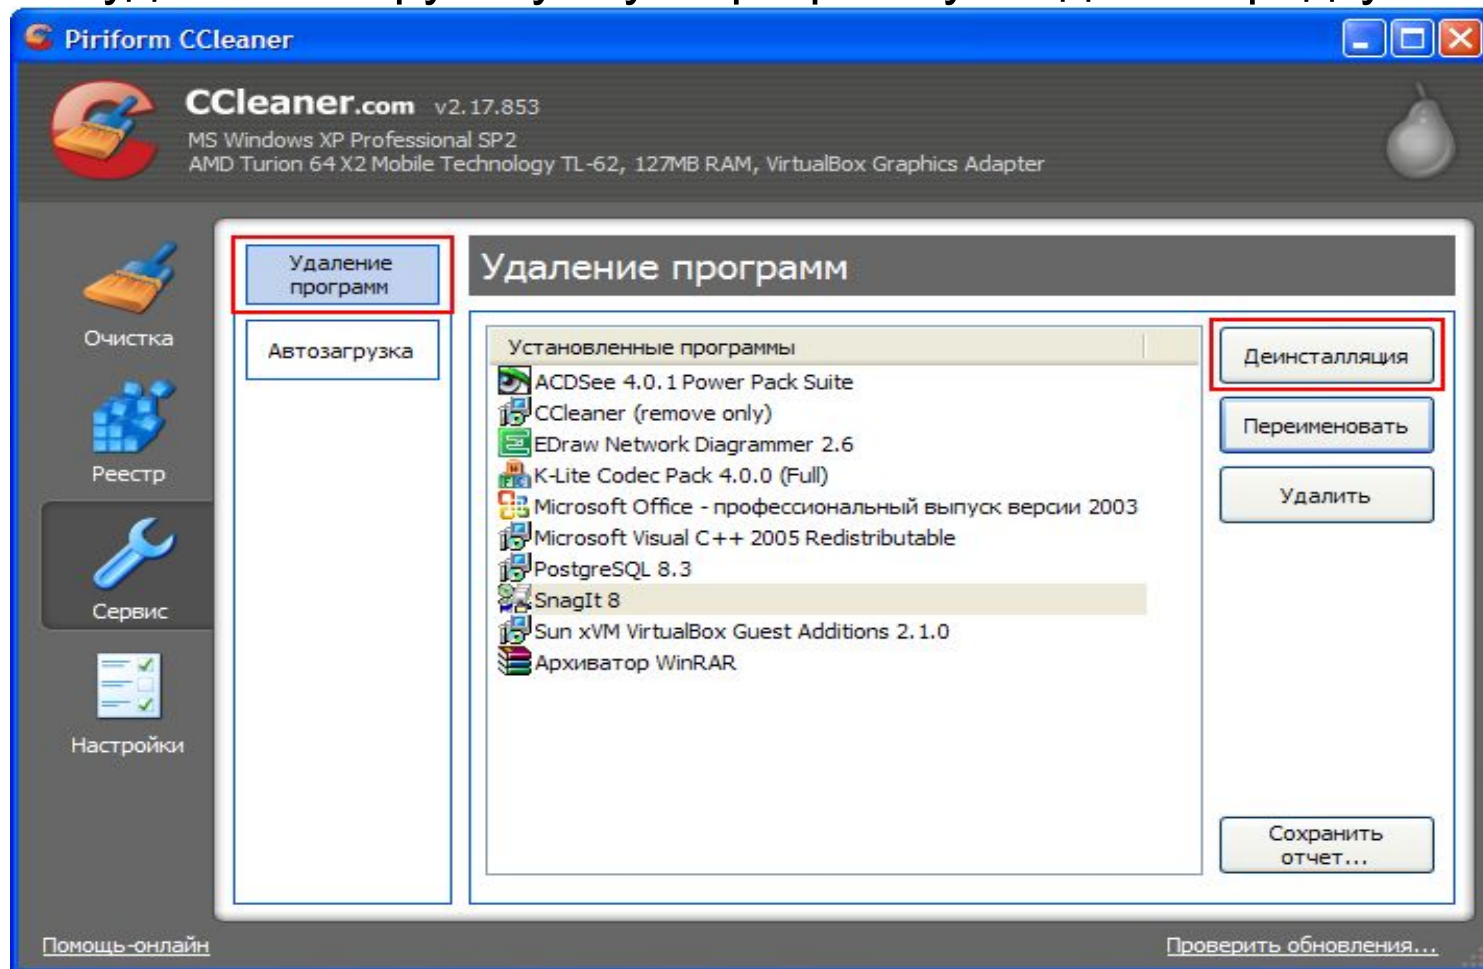 Piriform CCleaner
CCleaner.com v2.17.853
MS Windows XP Professional SP2
AMD Turion 64 X2 Mobile Technology TL-62, 127MB RAM, VirtualBox Graphics Adapter
Очистка
Реестр
Сервис
Настройки
Удаление
программ
Автозагрузка
Удаление программ
Установленные программы
ACDSee 4.0.1 Power Pack Suite
CCleaner (remove only)
EDraw Network Diagrammer 2.6
K-Lite Codec Pack 4.0.0 (Full)
Microsoft Office - профессиональный выпуск версии 2003
Microsoft Visual C++ 2005 Redistributable
PostgreSQL 8.3
SnagIt 8
Sun xVM VirtualBox Guest Additions 2.1.0
Архиватор WinRAR
Деинсталляция
Переименовать
Удалить
Сохранить
отчет...
Помощь-онлайн
Проверить обновления...